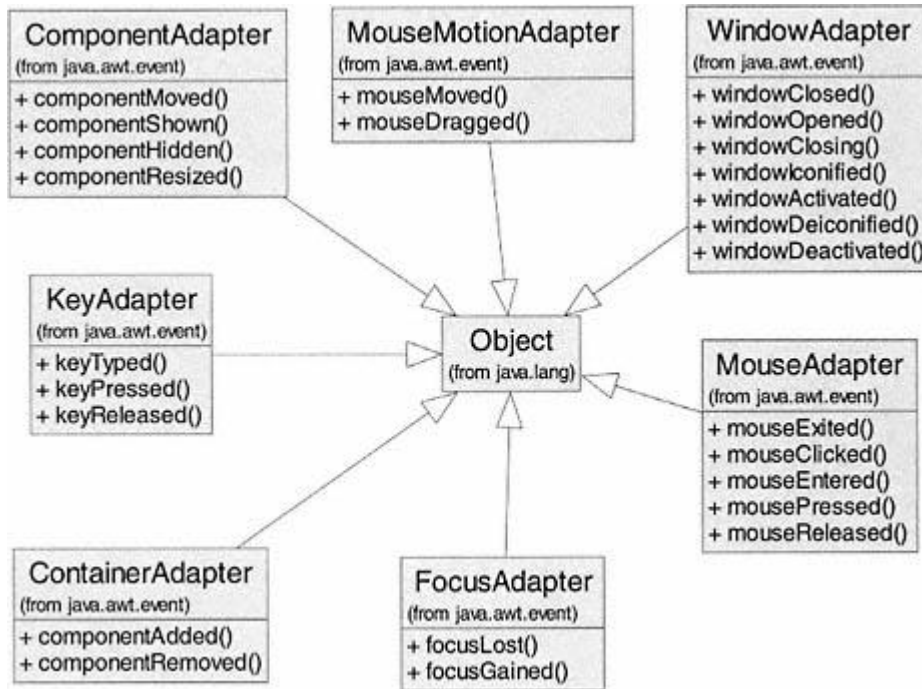 ComponentAdapter
(from java.awt.event)
+ componentMoved()
+ componentShown()
+ componentHidden()
+ componentResized()
MouseMotionAdapter
(from java.awt.event)
+ mouseMoved()
+ mouseDragged()
WindowAdapter
(from java.awt.event)
+ windowClosed()
+ windowOpened()
+ windowClosing()
+ windowIconified()
+ windowActivated()
+ windowDeiconified()
+ windowDeactivated()
KeyAdapter
(from java.awt.event)
+ keyTyped()
+ keyPressed()
+ keyReleased()
Object
(from java.lang)
MouseAdapter
(from java.awt.event)
+ mouseExited()
+ mouseClicked()
+ mouseEntered()
+ mousePressed()
+ mouseReleased()
ContainerAdapter
(from java.awt.event)
+ componentAdded()
+ componentRemoved()
FocusAdapter
(from java.awt.event)
+ focusLost()
+ focusGained()